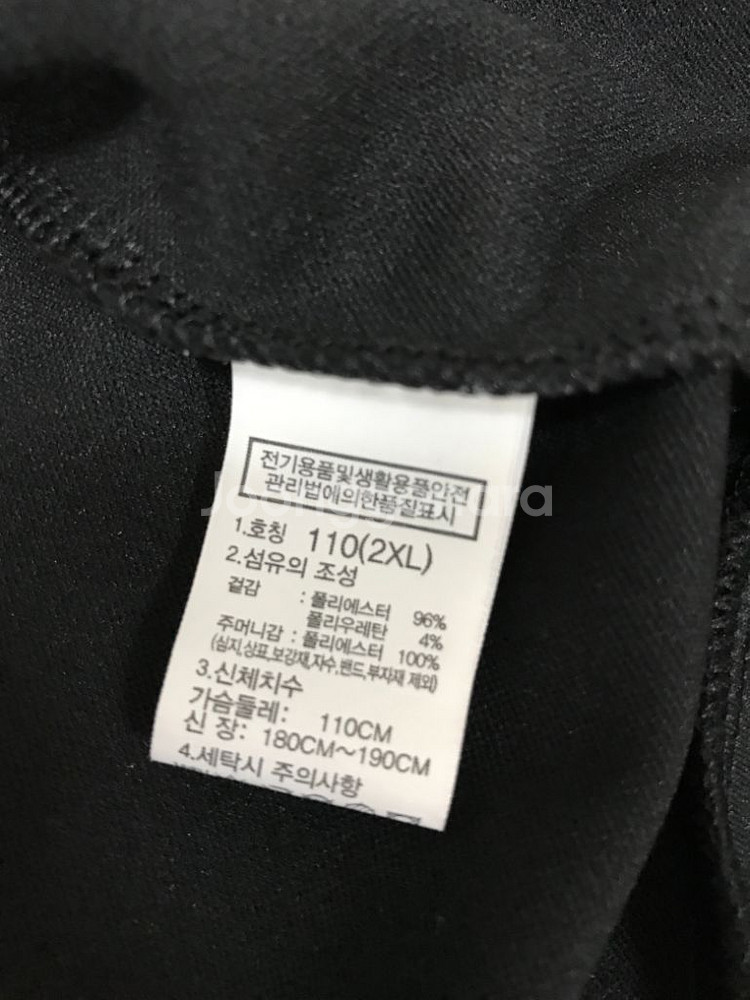 전기용품및생활용품안전
관리법에의한품질표시
1.호칭 110(2XL)
2.섬유의 조성
겉감 : 폴리에스터 96%
폴리우레탄 4%
주머니감 : 폴리에스터 100%
(심지,상표,보강재,자수,밴드,부자재 제외)
3.신체치수
가슴둘레: 110CM
신 장: 180CM~190CM
4.세탁시 주의사항